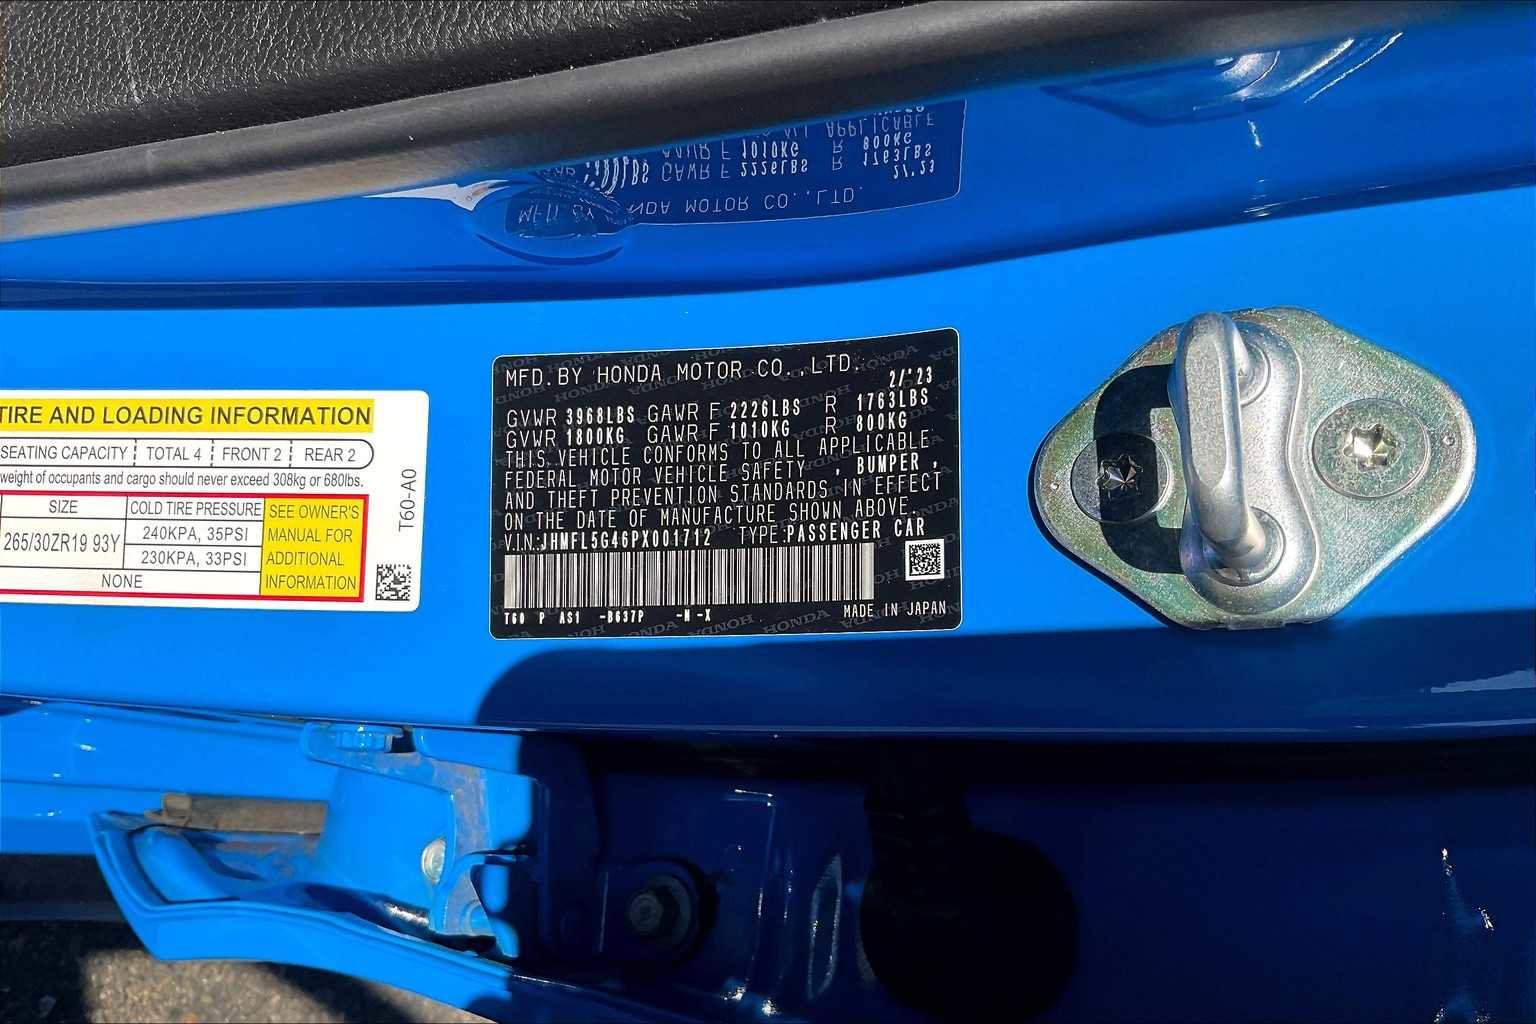 TIRE AND LOADING INFORMATION
SEATING CAPACITY TOTAL 4 FRONT 2 REAR 2
weight of occupants and cargo should never exceed 308kg or 680lbs.
SIZE COLD TIRE PRESSURE SEE OWNER'S
265/30ZR19 93Y 240KPA, 35PSI MANUAL FOR
230KPA, 33PSI ADDITIONAL
NONE INFORMATION
T60-A0
MFD. BY HONDA MOTOR CO., LTD. 2/'23
GVWR 3968LBS GAWR F 2226LBS R 1763LBS
GVWR 1800KG GAWR F 1010KG R 800KG
THIS VEHICLE CONFORMS TO ALL APPLICABLE
FEDERAL MOTOR VEHICLE SAFETY , BUMPER ,
AND THEFT PREVENTION STANDARDS IN EFFECT
ON THE DATE OF MANUFACTURE SHOWN ABOVE.
VIN:JHMFL5G46PX001712 TYPE:PASSENGER CAR
T60 P AS1 -B637P -N -X MADE IN JAPAN